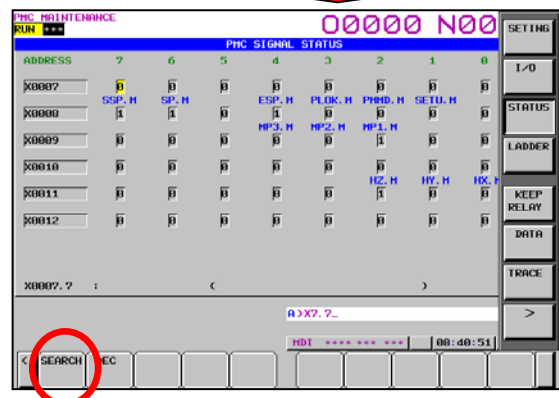 PMC MAINTENANCE
RUN *** O0000 N00
PMC SIGNAL STATUS
ADDRESS 7 6 5 4 3 2 1 0
X0007 0 0 0 0 0 0 0 0
SSP.M SP.M ESP.M PLOK.M PMMD.M SETU.M
X0008 1 1 0 1 0 0 0 0
MP3.M MP2.M MP1.M
X0009 0 0 0 0 0 1 0 0
X0010 0 0 0 0 0 0 0 0
HZ.M HY.M HX.M
X0011 0 0 0 0 0 1 0 0
X0012 0 0 0 0 0 0 0 0
X0007.7 : ( )
A>X7.7_
MDI **** *** *** 08:40:51
< SEARCH DEC
SETING
I/O
STATUS
LADDER
KEEP
RELAY
DATA
TRACE
>